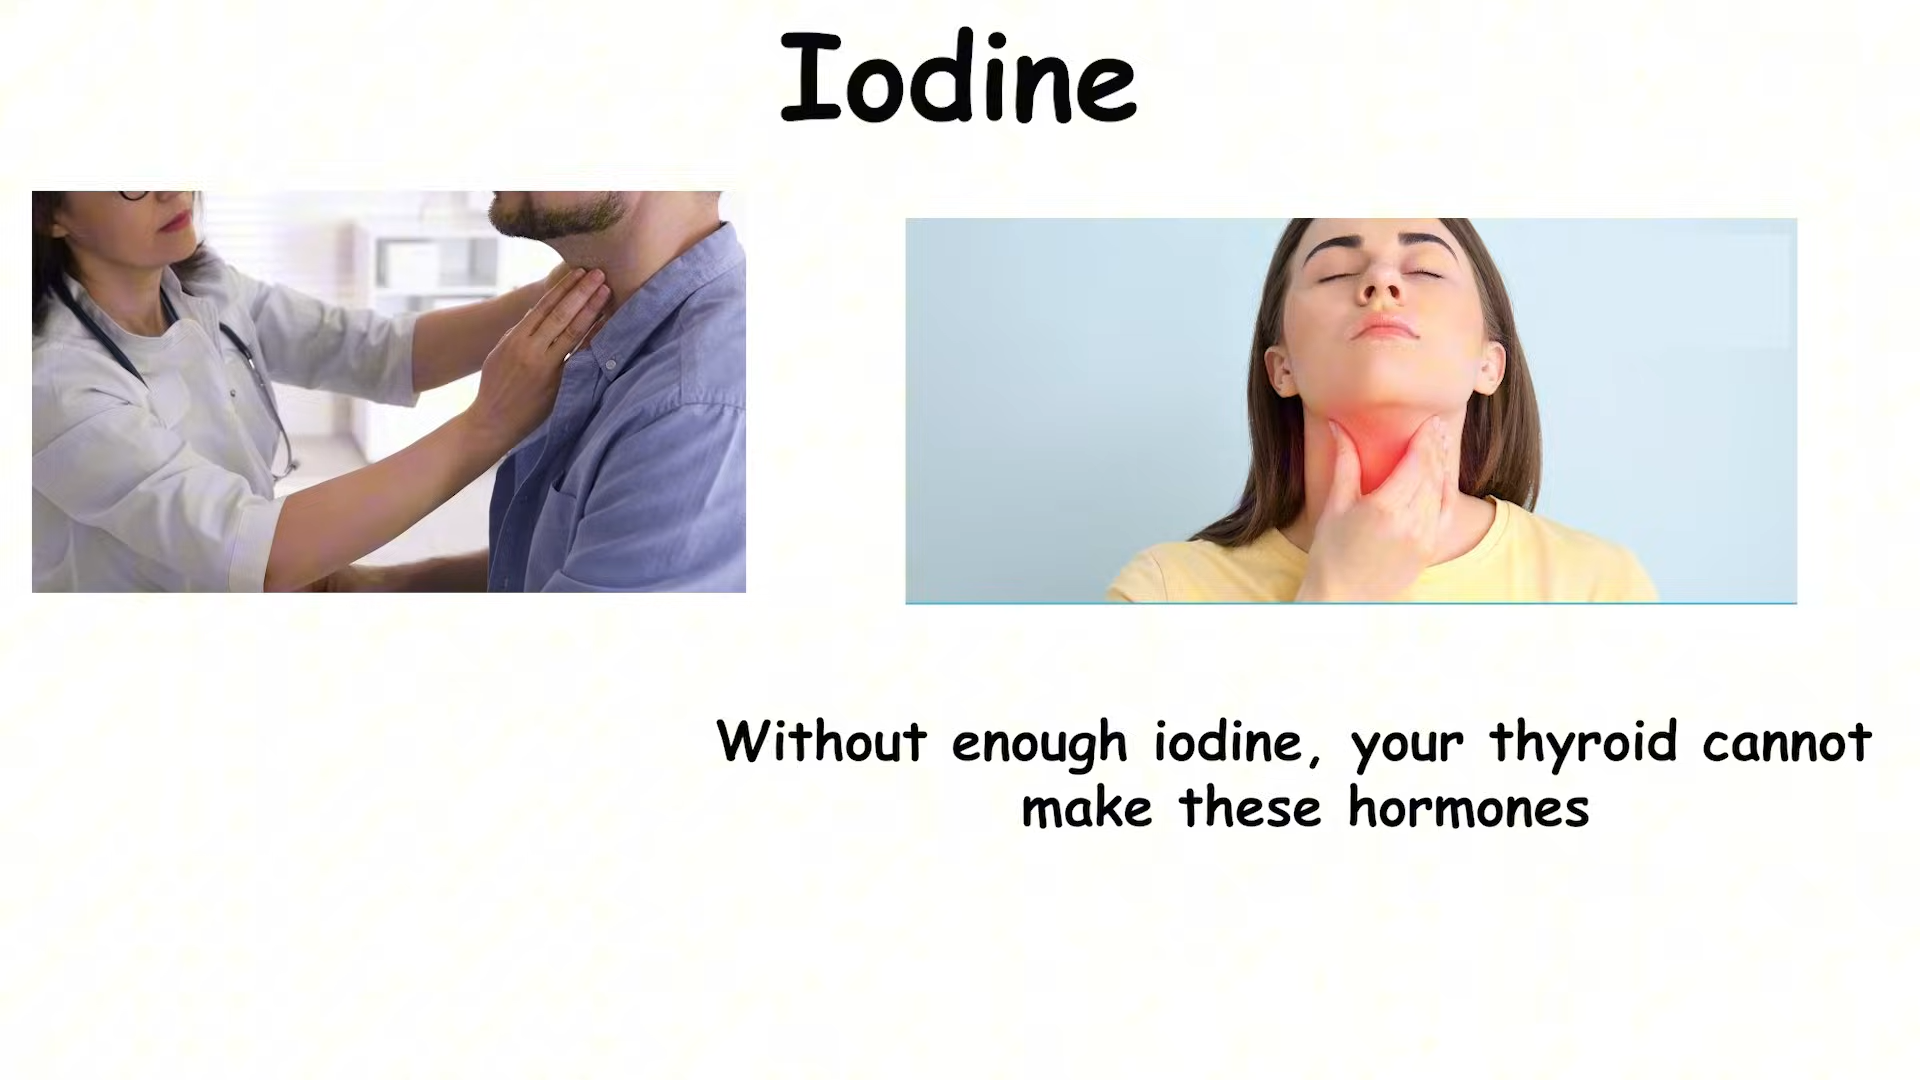 Iodine
Without enough iodine, your thyroid cannot
make these hormones